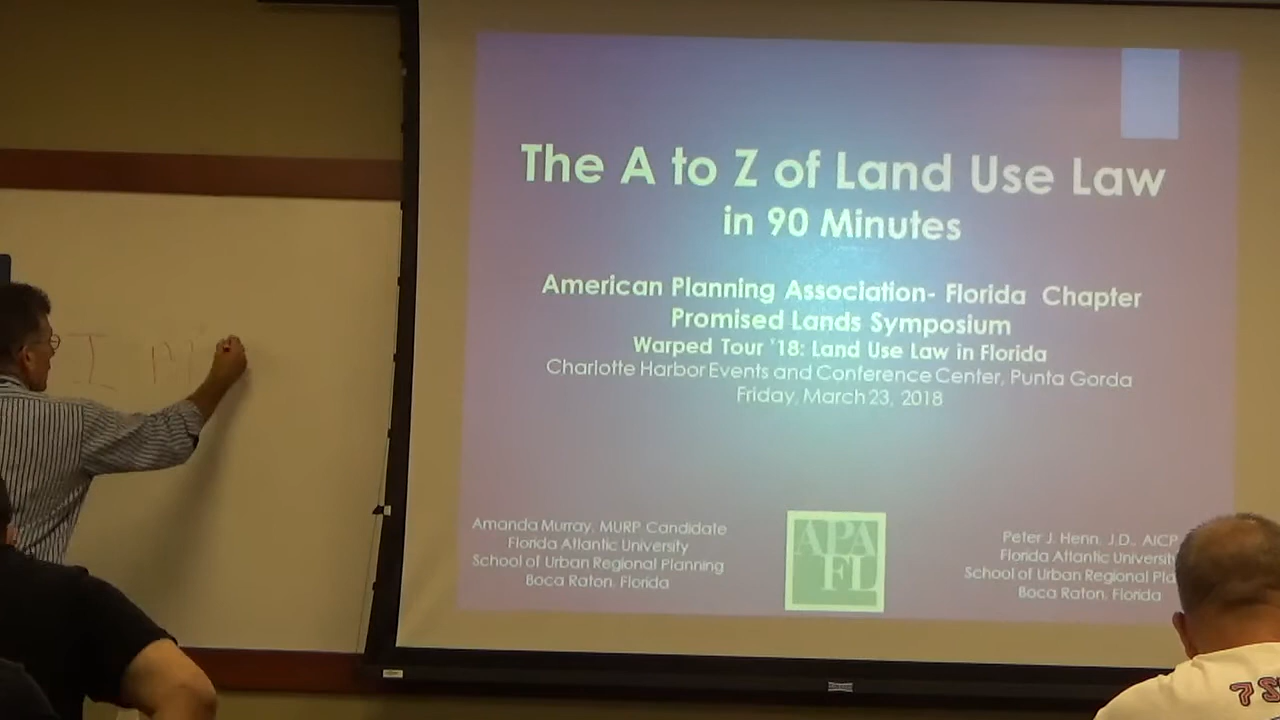 I M
The A to Z of Land Use Law
in 90 Minutes
American Planning Association- Florida Chapter
Promised Lands Symposium
Warped Tour '18: Land Use Law in Florida
Charlotte Harbor Events and Conference Center, Punta Gorda
Friday, March 23, 2018
Amanda Murray, MURP Candidate
Florida Atlantic University
School of Urban Regional Planning
Boca Raton, Florida
APA
FL
Peter J. Henn, J.D., AICP
Florida Atlantic University
School of Urban Regional Pla
Boca Raton, Florida
7 S